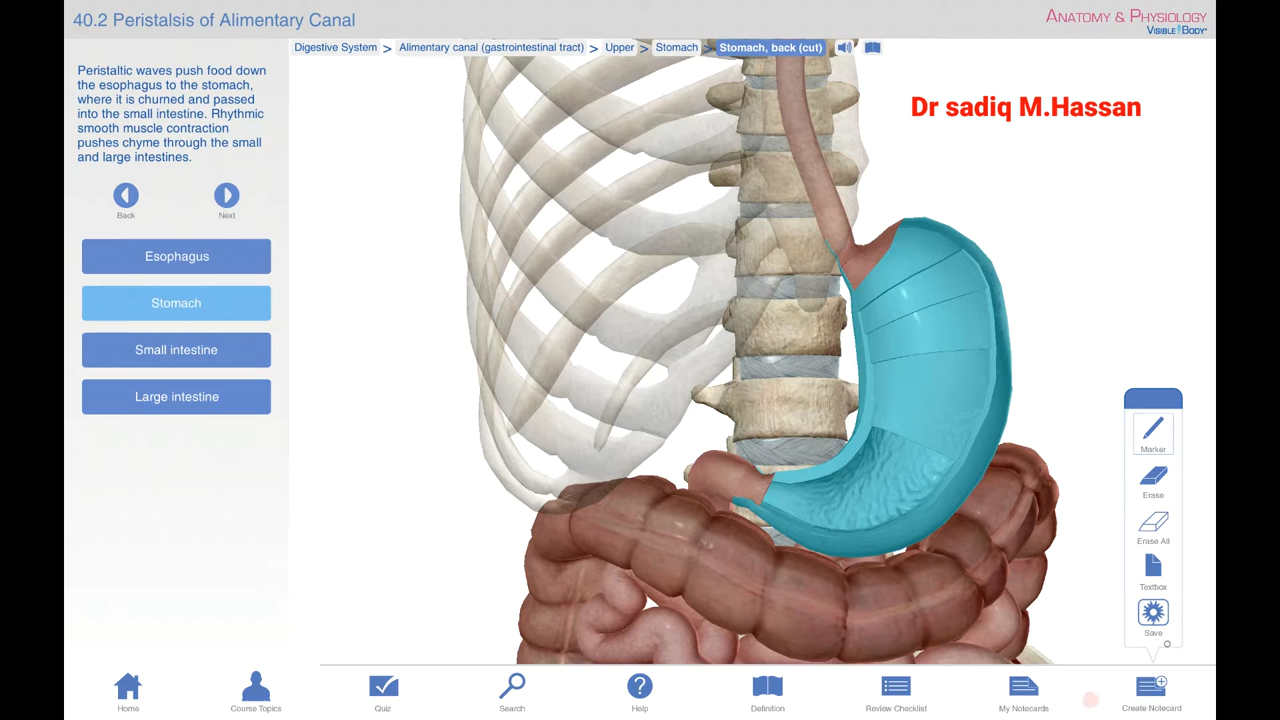 40.2 Peristalsis of Alimentary Canal
ANATOMY & PHYSIOLOGY
VISIBLE BODY®
Digestive System > Alimentary canal (gastrointestinal tract) > Upper > Stomach > Stomach, back (cut)
Peristaltic waves push food down
the esophagus to the stomach,
where it is churned and passed
into the small intestine. Rhythmic
smooth muscle contraction
pushes chyme through the small
and large intestines.
Dr sadiq M.Hassan
Back
Next
Esophagus
Stomach
Small intestine
Large intestine
Marker
Erase
Erase All
Textbox
Save
Home
Course Topics
Quiz
Search
Help
Definition
Review Checklist
My Notecards
Create Notecard